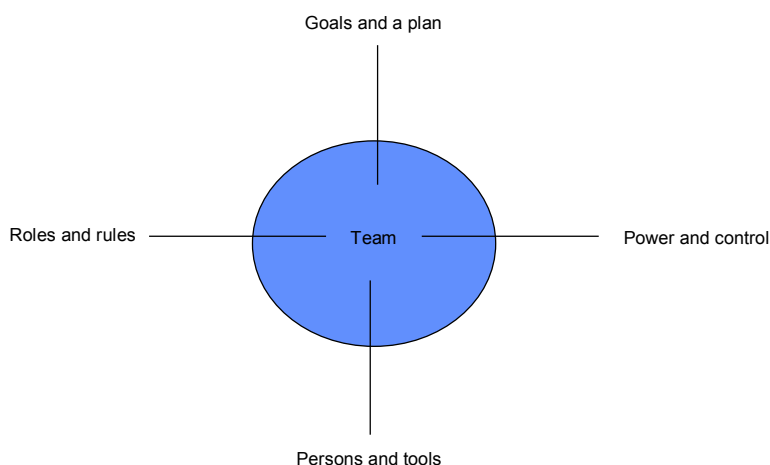 Goals and a plan
Roles and rules
Team
Power and control
Persons and tools